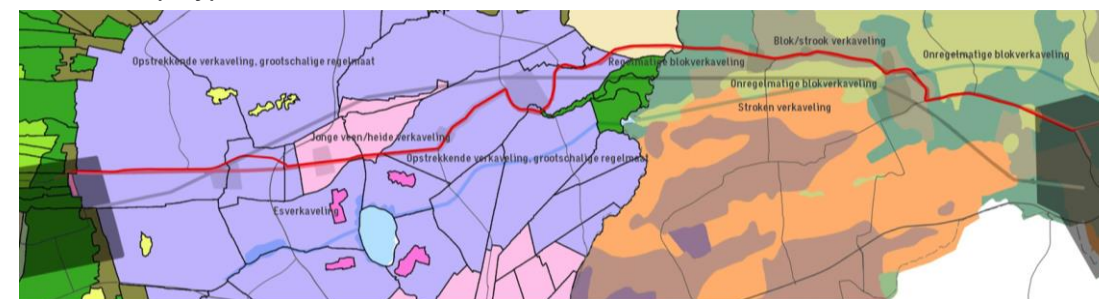 Blok/strook verkaveling
Opstrekkende verkaveling, grootschalige regelmaat
Regelmatige blokverkaveling
Onregelmatige blokverkaveling
Onregelmatige blokverkaveling
Stroken verkaveling
Jonge veen/heide verkaveling
Opstrekkende verkaveling, grootschalige regelmaat
Esverkaveling